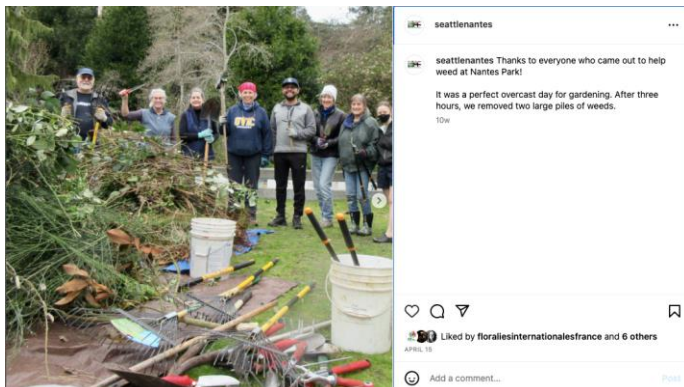 seattlenantes
seattlenantes Thanks to everyone who came out to help
weed at Nantes Park!
It was a perfect overcast day for gardening. After three
hours, we removed two large piles of weeds.
10w
Liked by floraliesinternationalesfrance and 6 others
APRIL 16
Add a comment...
Post